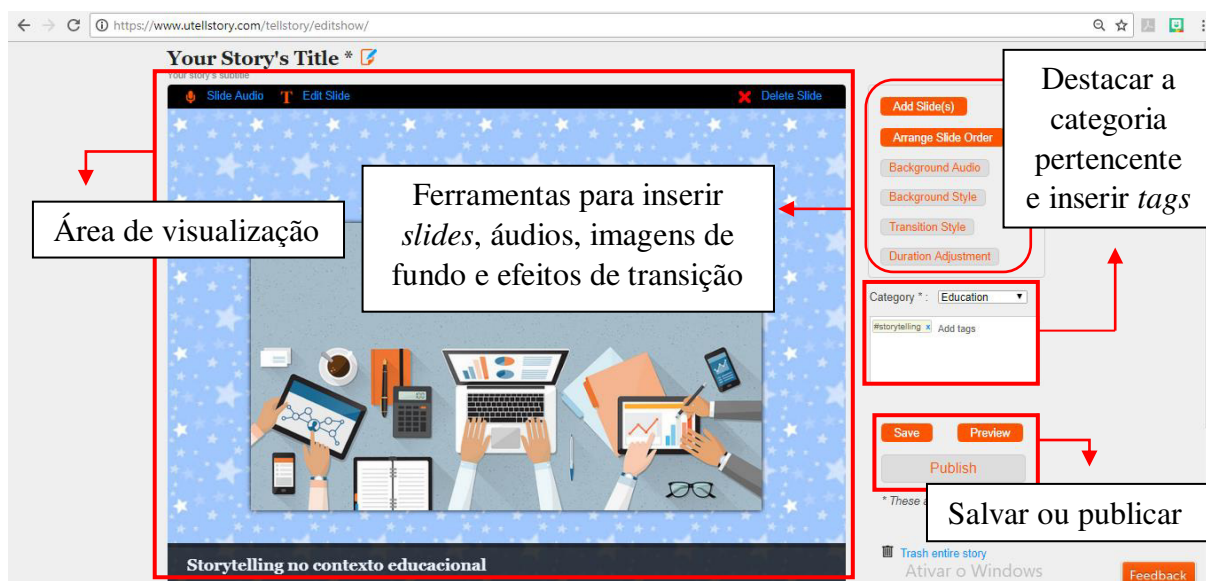 https://www.utellstory.com/tellstory/editshow/
Your Story's Title *
Your story's subtitle
Slide Audio
T Edit Slide
Delete Slide
Área de visualização
Ferramentas para inserir
slides, áudios, imagens de
fundo e efeitos de transição
Storytelling no contexto educacional
Add Slide(s)
Arrange Slide Order
Background Audio
Background Style
Transition Style
Duration Adjustment
Destacar a
categoria
pertencente
e inserir tags
Category * : Education
#storytelling x Add tags
Save Preview
Publish
* These
Salvar ou publicar
Trash entire story
Ativar o Windows
Feedback